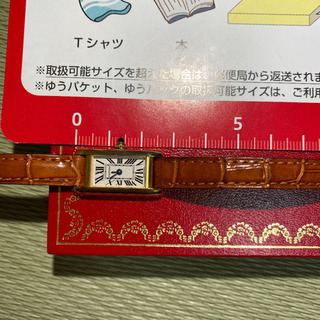 Tシャツ 本
※取扱可能サイズを超えた場合は、郵便局から返送されま
※ゆうパケット、ゆうパックの取扱可能サイズは、ご利用
0 5